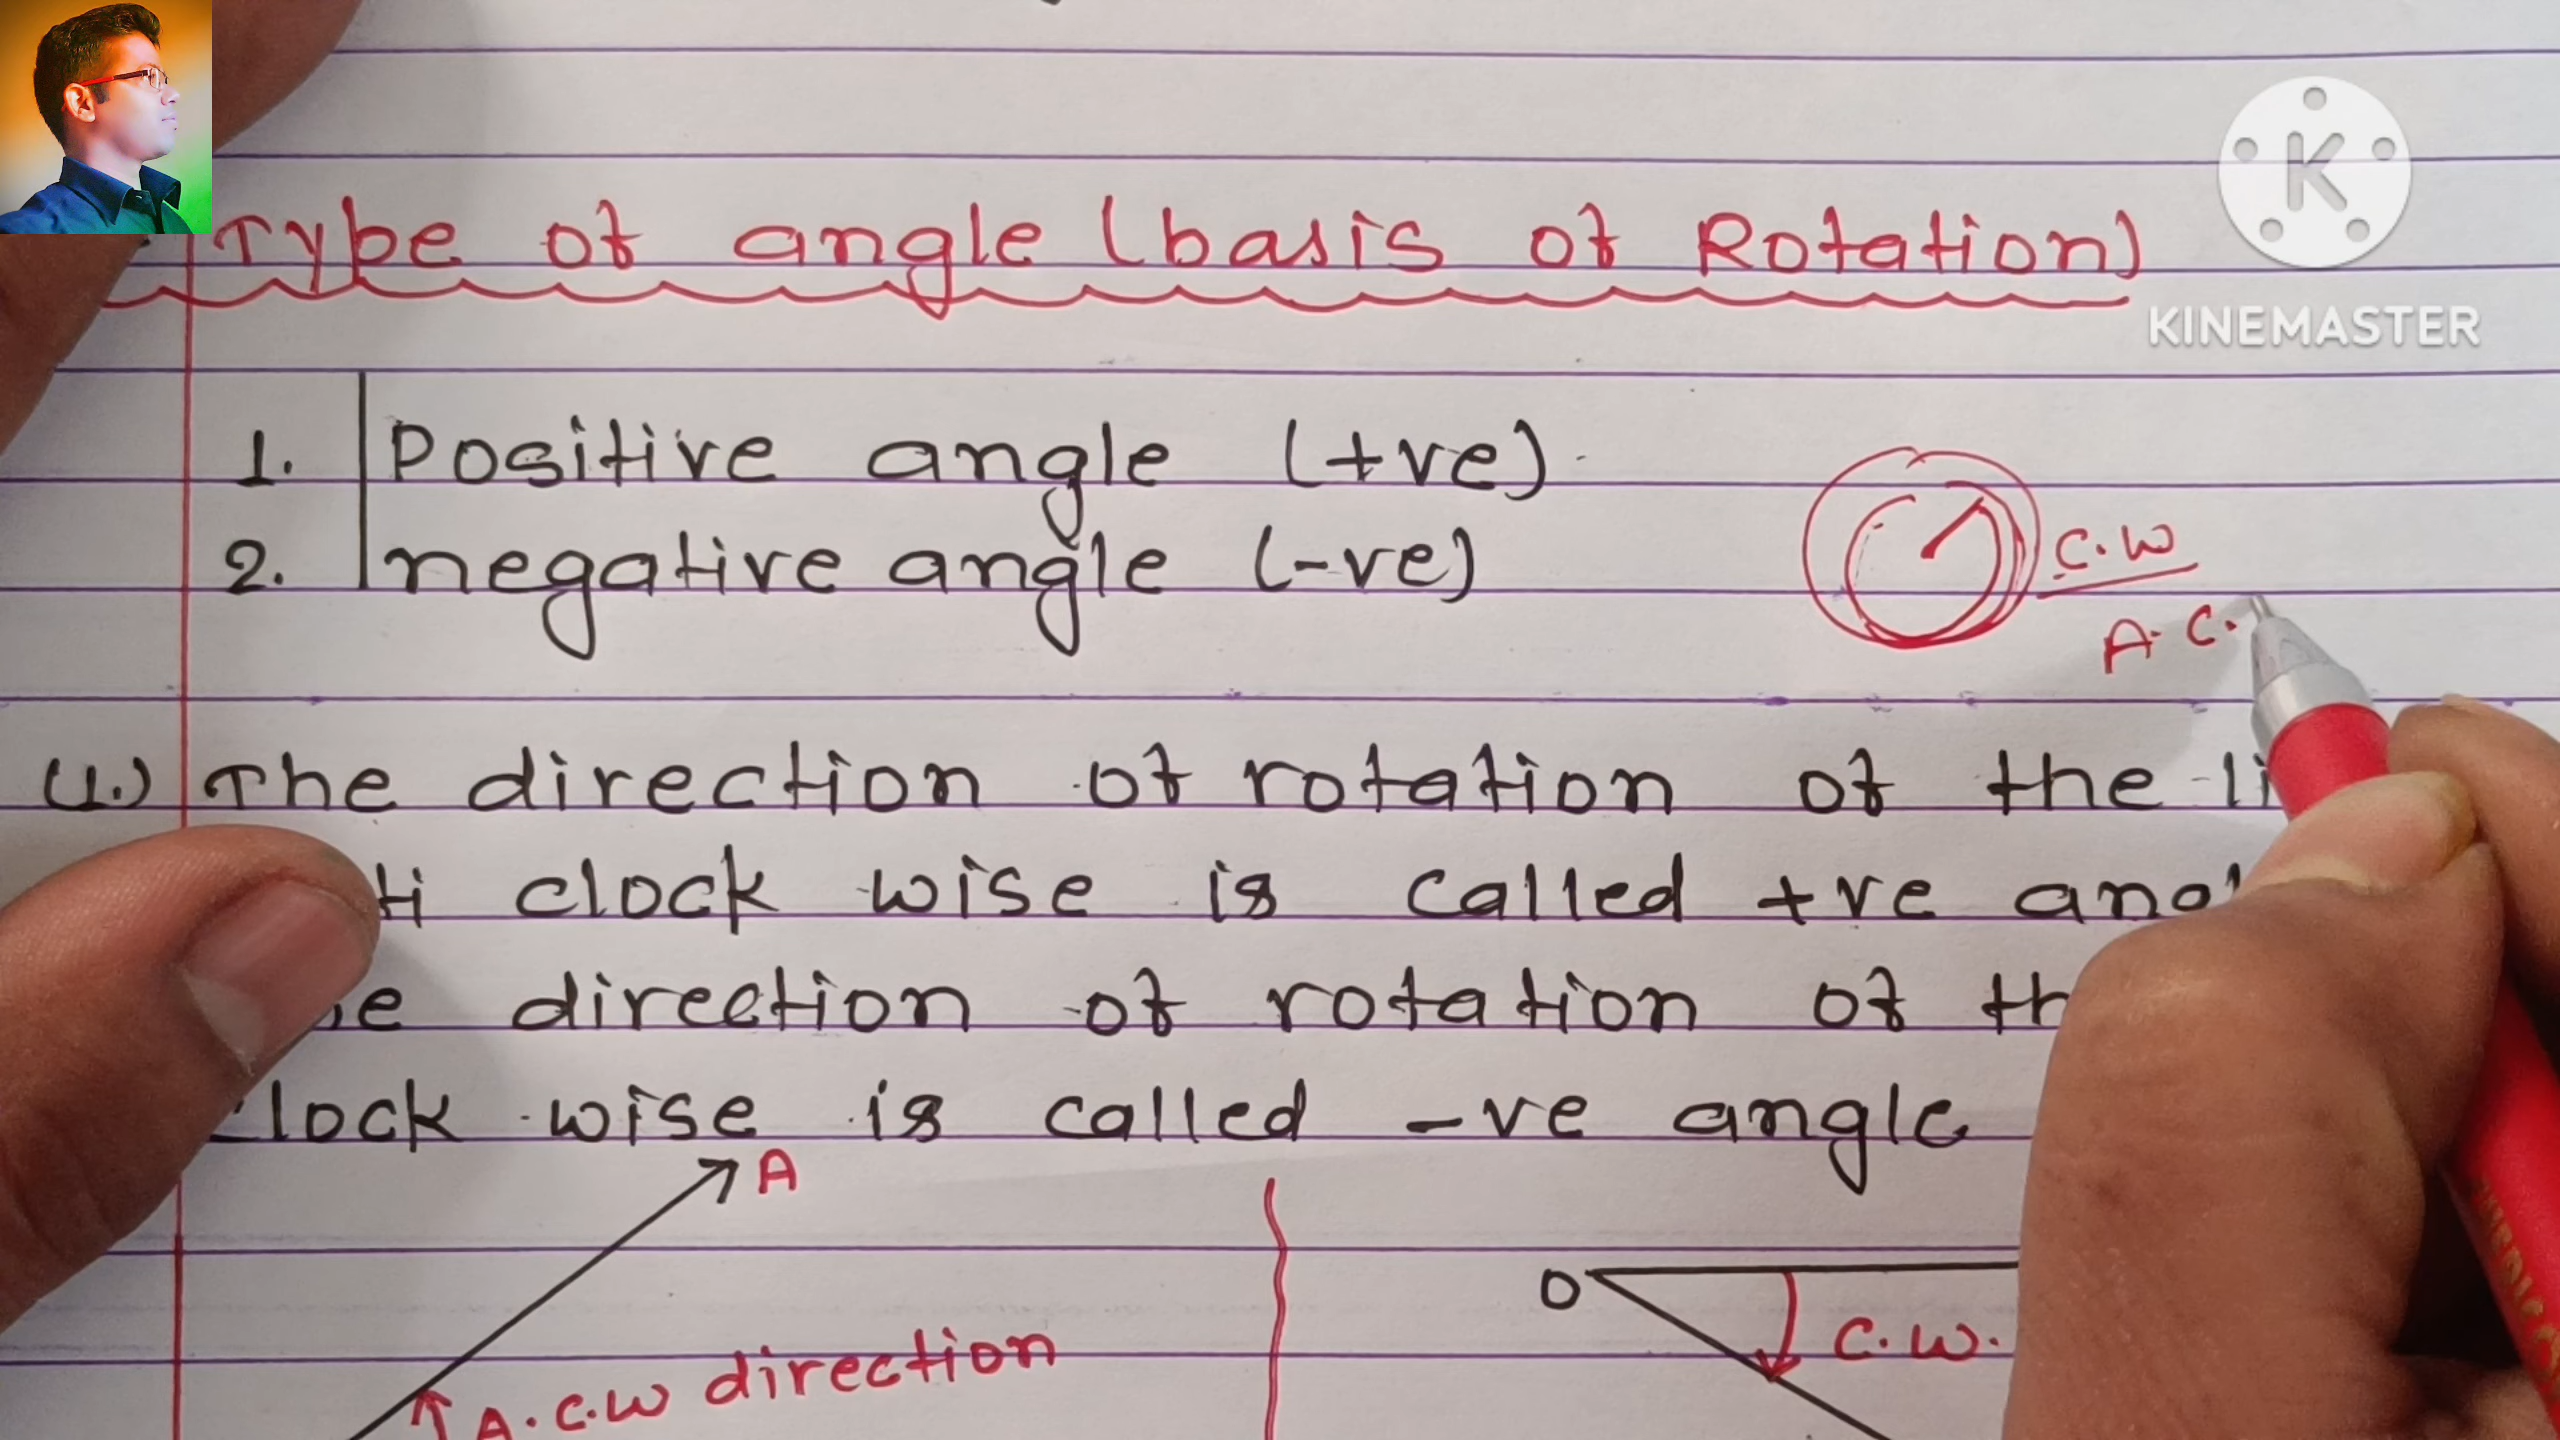 Type of angle (basis of Rotation)
KINEMASTER
1. Positive angle (+ve)
2. negative angle (-ve)
C.W
A.C.
(1.) The direction of rotation of the
clock wise is called +ve
direction of rotation of
clock wise is called -ve angle
A
O
C.W.
A.C.W direction